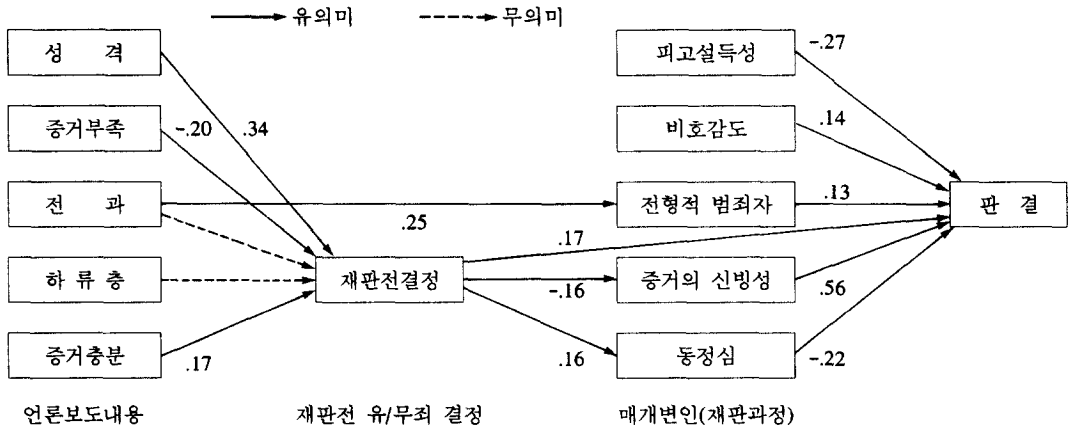 유의미 무의미
성 격
피고설득성
-.27
증거부족
-.20 .34
비호감도
.14
전 과
.25
전형적 범죄자
.13
판 결
하 류 층
재판전결정
.17
-.16
증거의 신빙성
.56
증거충분
.17
.16
동정심
-.22
언론보도내용 재판전 유/무죄 결정 매개변인(재판과정)